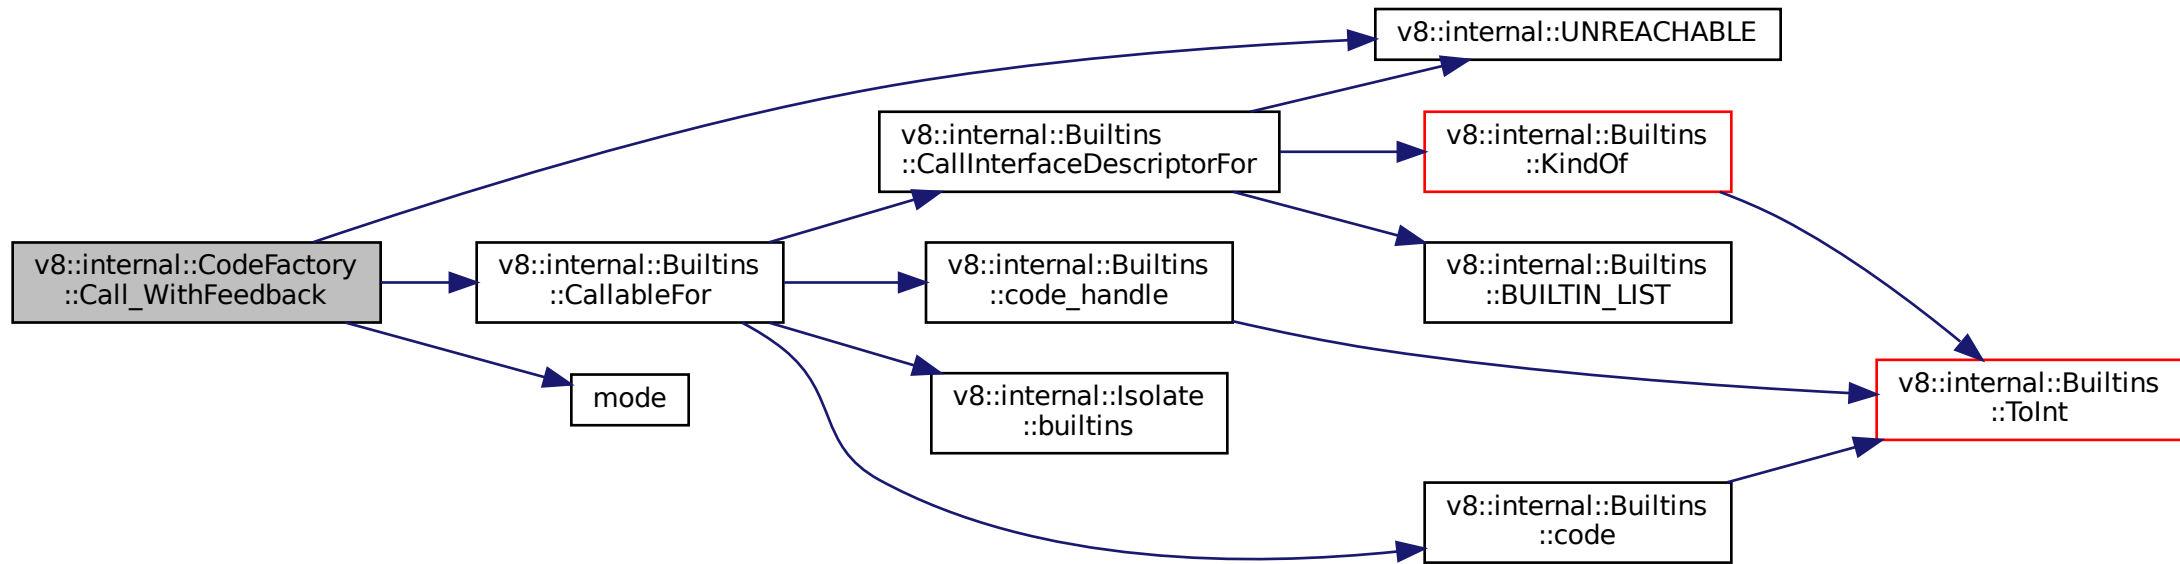 v8::internal::CodeFactory
::Call_WithFeedback
v8::internal::UNREACHABLE
v8::internal::Builtins
::CallableFor
mode
v8::internal::Builtins
::CallInterfaceDescriptorFor
v8::internal::Builtins
::code_handle
v8::internal::Isolate
::builtins
v8::internal::Builtins
::KindOf
v8::internal::Builtins
::BUILTIN_LIST
v8::internal::Builtins
::code
v8::internal::Builtins
::ToInt